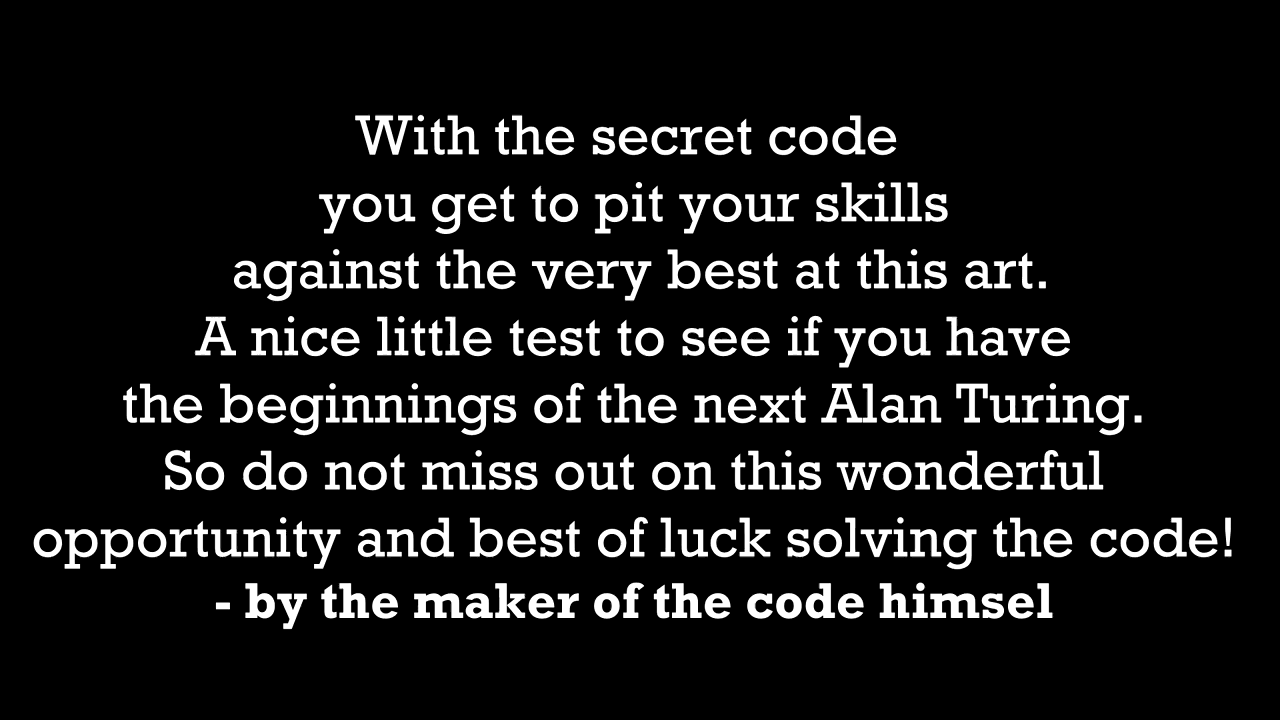 With the secret code
you get to pit your skills
against the very best at this art.
A nice little test to see if you have
the beginnings of the next Alan Turing.
So do not miss out on this wonderful
opportunity and best of luck solving the code!
- by the maker of the code himsel